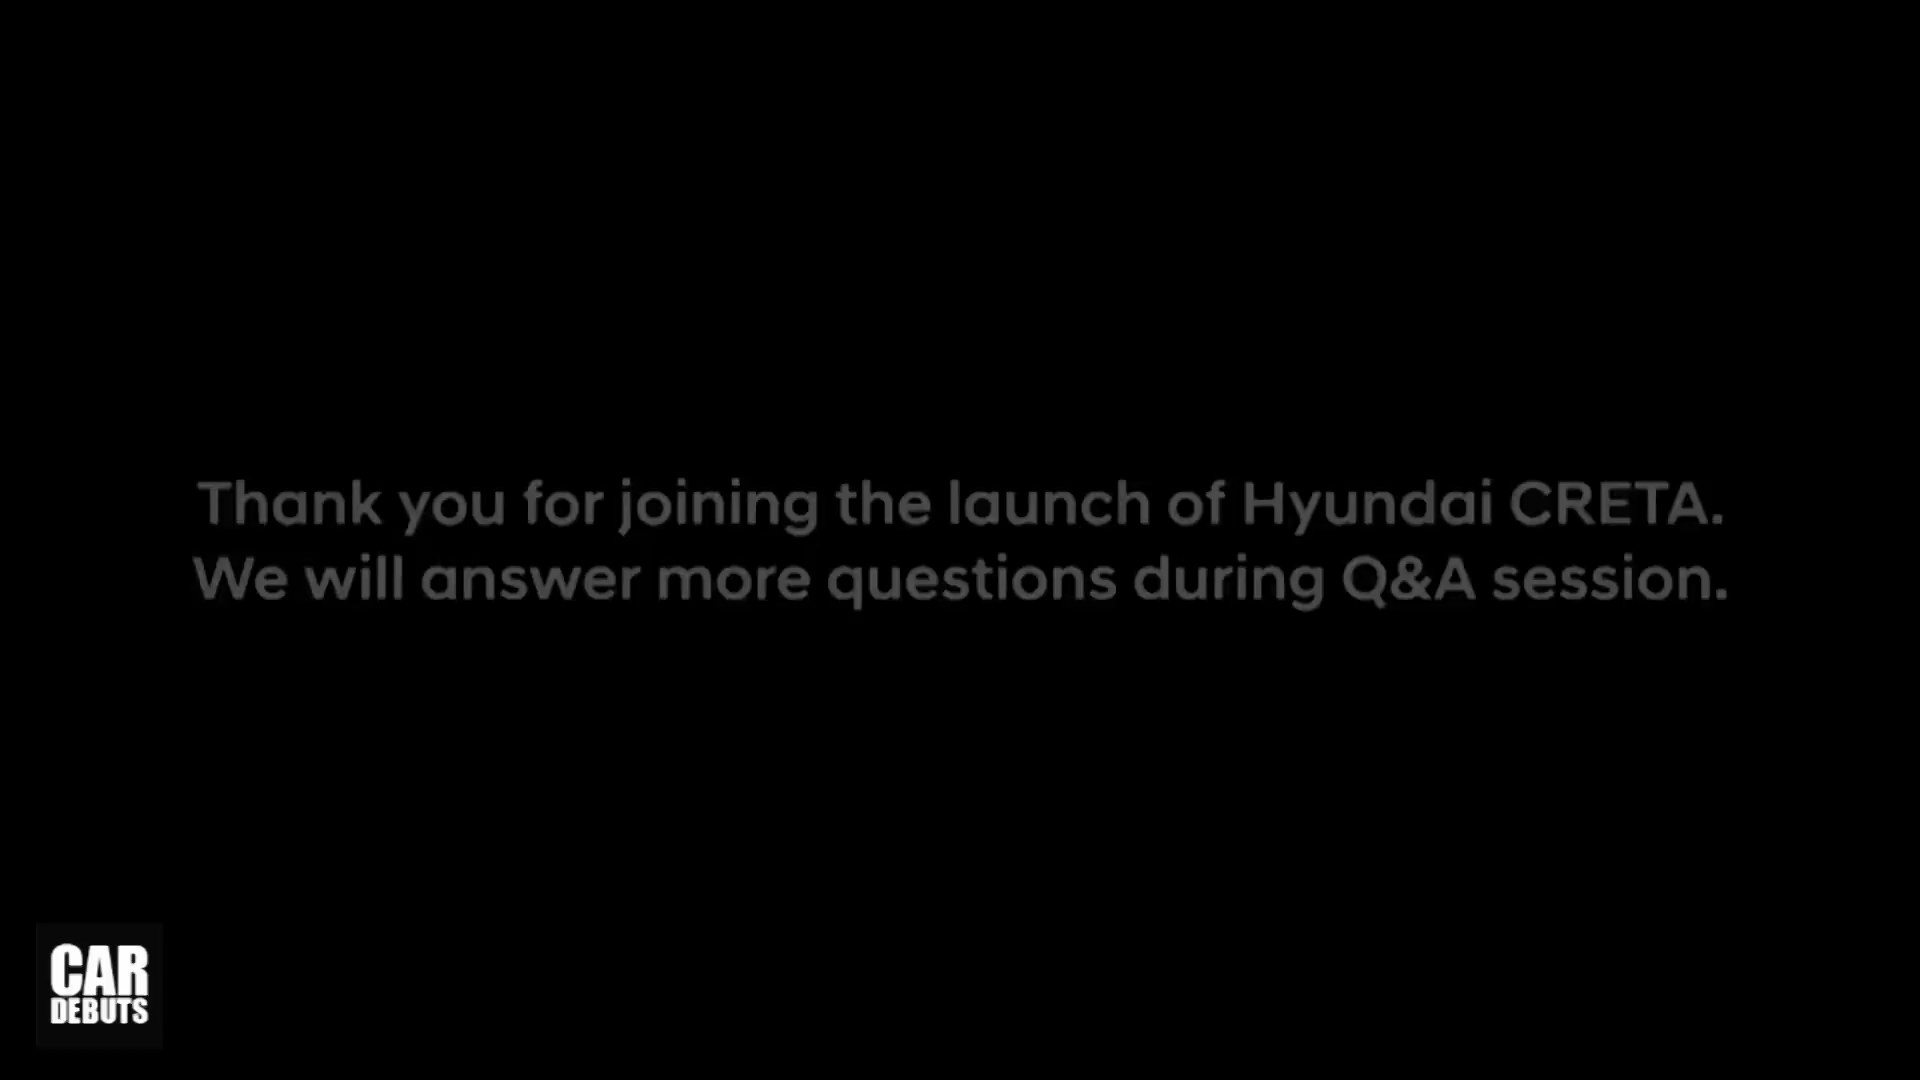 Thank you for joining the launch of Hyundai CRETA.
We will answer more questions during Q&A session.
CAR
DEBUTS